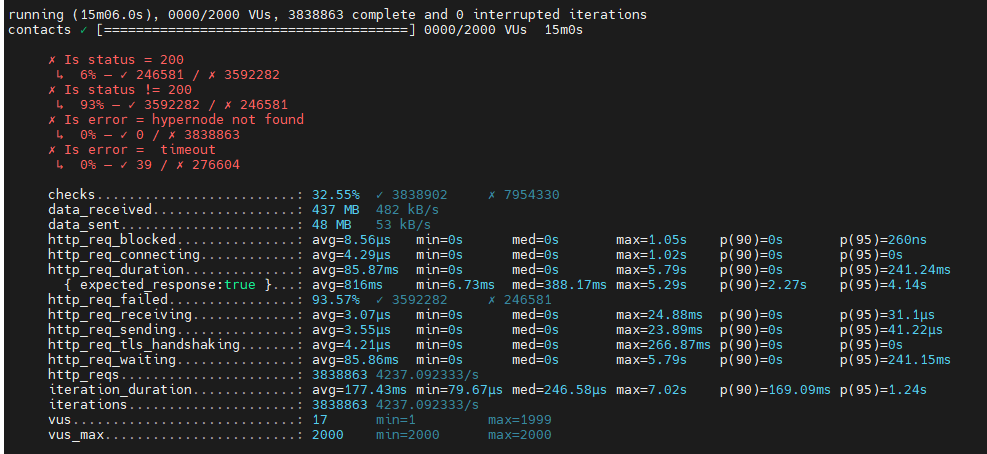 running (15m06.0s), 0000/2000 VUs, 3838863 complete and 0 interrupted iterations
contacts ✓ [======================================] 0000/2000 VUs  15m0s
✗ Is status = 200
↳  6% — ✓ 246581 / ✗ 3592282
✗ Is status != 200
↳  93% — ✓ 3592282 / ✗ 246581
✗ Is error = hypernode not found
↳  0% — ✓ 0 / ✗ 3838863
✗ Is error =  timeout
↳  0% — ✓ 39 / ✗ 276604
checks.........................: 32.55%  ✓ 3838902     ✗ 7954330
data_received..................: 437 MB  482 kB/s
data_sent......................: 48 MB   53 kB/s
http_req_blocked...............: avg=8.56µs   min=0s      med=0s       max=1.05s    p(90)=0s       p(95)=260ns
http_req_connecting............: avg=4.29µs   min=0s      med=0s       max=1.02s    p(90)=0s       p(95)=0s
http_req_duration..............: avg=85.87ms  min=0s      med=0s       max=5.79s    p(90)=0s       p(95)=241.24ms
{ expected_response:true }...: avg=816ms    min=6.73ms  med=388.17ms max=5.29s    p(90)=2.27s    p(95)=4.14s
http_req_failed................: 93.57%  ✓ 3592282     ✗ 246581
http_req_receiving.............: avg=3.07µs   min=0s      med=0s       max=24.88ms  p(90)=0s       p(95)=31.1µs
http_req_sending...............: avg=3.55µs   min=0s      med=0s       max=23.89ms  p(90)=0s       p(95)=41.22µs
http_req_tls_handshaking.......: avg=4.21µs   min=0s      med=0s       max=266.87ms p(90)=0s       p(95)=0s
http_req_waiting...............: avg=85.86ms  min=0s      med=0s       max=5.79s    p(90)=0s       p(95)=241.15ms
http_reqs......................: 3838863 4237.092333/s
iteration_duration.............: avg=177.43ms min=79.67µs med=246.58µs max=7.02s    p(90)=169.09ms p(95)=1.24s
iterations.....................: 3838863 4237.092333/s
vus............................: 17      min=1         max=1999
vus_max........................: 2000    min=2000      max=2000